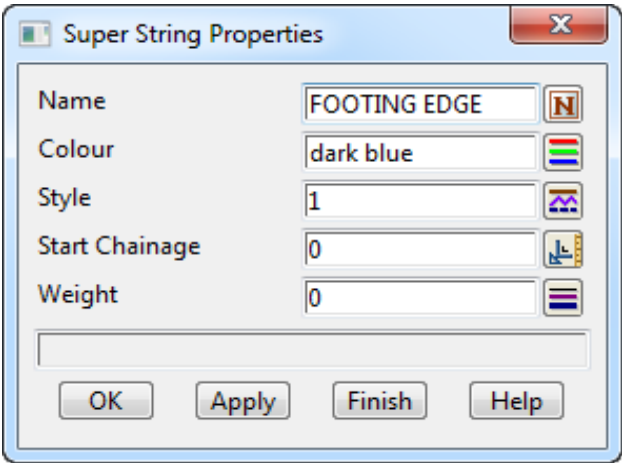 Super String Properties
Name FOOTING EDGE N
Colour dark blue
Style 1
Start Chainage 0
Weight 0
OK Apply Finish Help